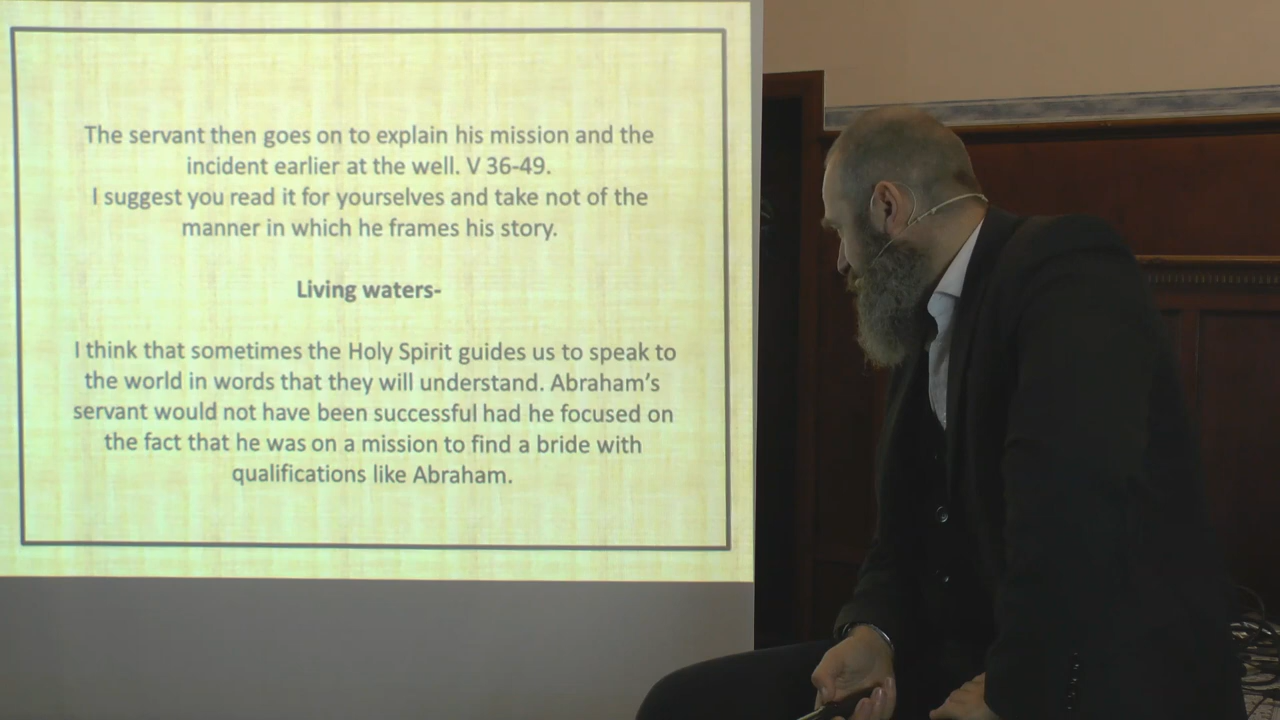 The servant then goes on to explain his mission and the
incident earlier at the well. V 36-49.
I suggest you read it for yourselves and take not of the
manner in which he frames his story.
Living waters-
I think that sometimes the Holy Spirit guides us to speak to
the world in words that they will understand. Abraham's
servant would not have been successful had he focused on
the fact that he was on a mission to find a bride with
qualifications like Abraham.